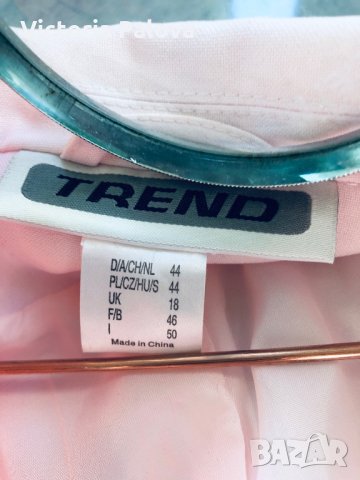 Victoria Palova
TREND
D/A/CH/NL 44
PL/CZ/HU/S 44
UK 18
F/B 46
I 50
Made in China
BAZAR